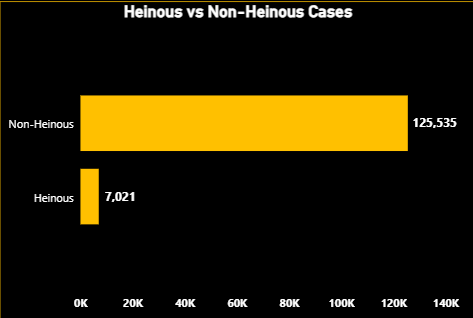 Heinous vs Non-Heinous Cases
Non-Heinous 125,535
Heinous 7,021
0K 20K 40K 60K 80K 100K 120K 140K